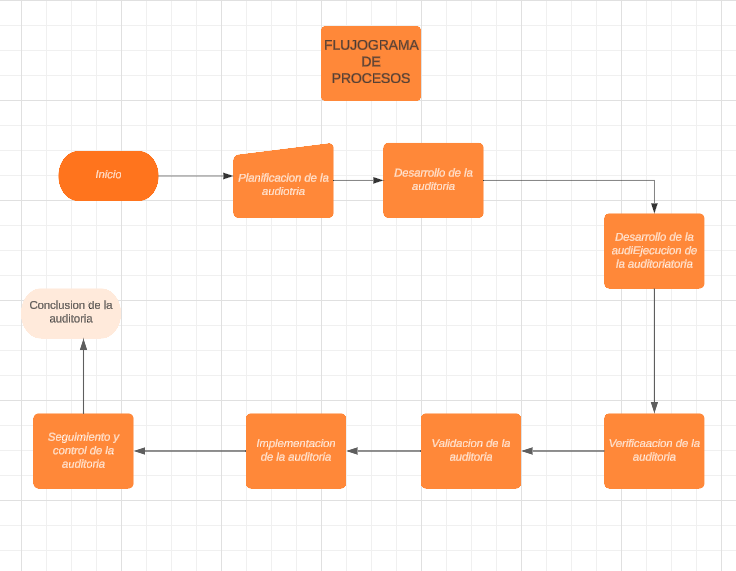 FLUJOGRAMA
DE
PROCESOS
Inicio
Planificacion de la
audiotria
Desarrollo de la
auditoria
Desarrollo de la
audiEjecucion de
la auditoriatoria
Conclusion de la
auditoria
Seguimiento y
control de la
auditoria
Implementacion
de la auditoria
Validacion de la
auditoria
Verificaacion de la
auditoria